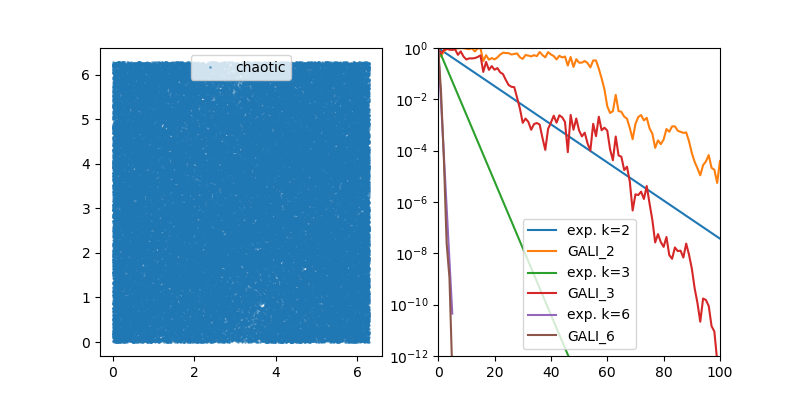 chaotic
6
5
4
3
2
1
0
0 2 4 6
10^0
10^-2
10^-4
10^-6
10^-8
10^-10
10^-12
exp. k=2
GALI_2
exp. k=3
GALI_3
exp. k=6
GALI_6
0 20 40 60 80 100